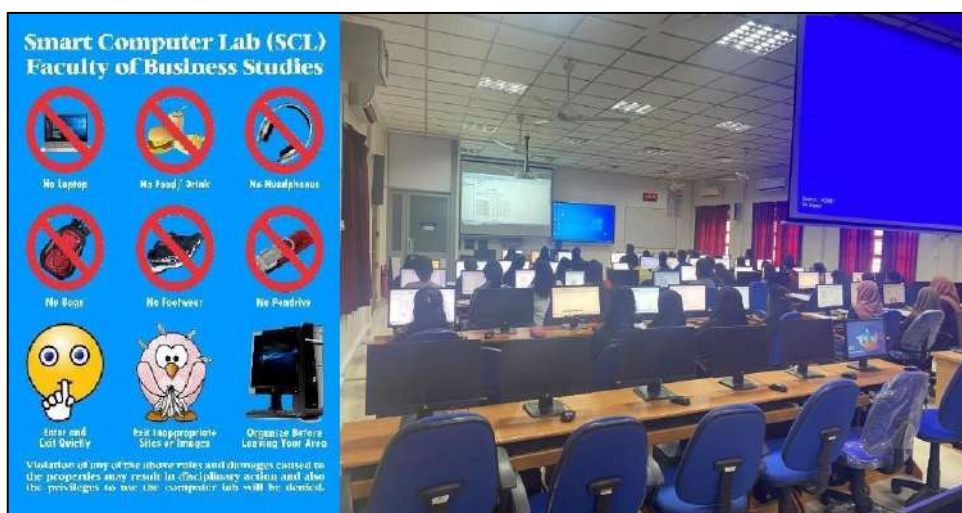 Smart Computer Lab (SCL)
Faculty of Business Studies
No Laptop
No Food/ Drink
No Headphones
No Bags
No Footwear
No Pendrive
Enter and
Exit Quietly
Exit Inappropriate
Sites or Images
Organize Before
Leaving Your Area
Violation of any of the above rules and damages caused to
the properties may result in disciplinary action and also
the privileges to use the computer lab will be denied.